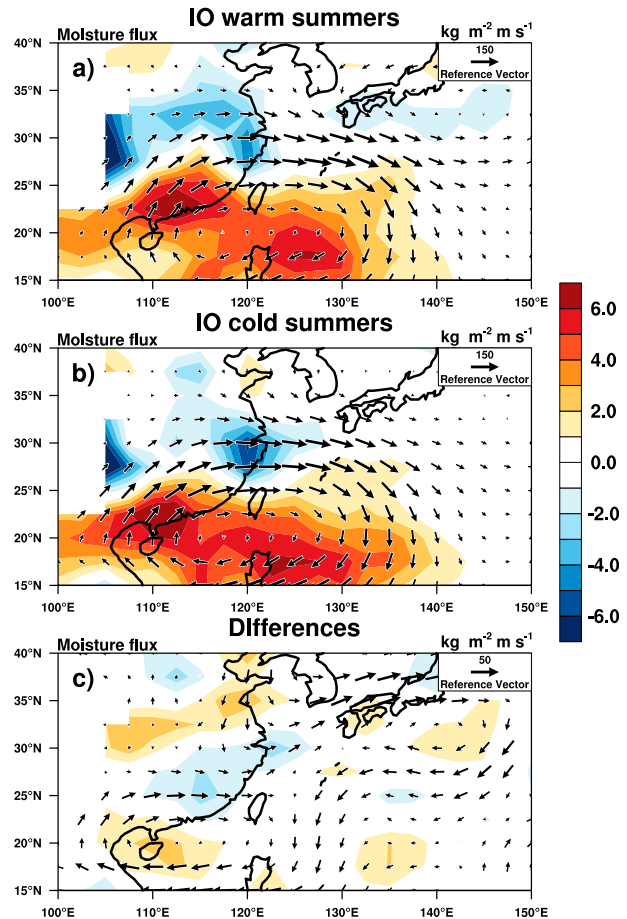 IO warm summers
MoIsture flux
kg m⁻² m s⁻¹
a)
150
Reference Vector
40°N
35°N
30°N
25°N
20°N
15°N
100°E
110°E
120°E
130°E
140°E
150°E
IO cold summers
MoIsture flux
kg m⁻² m s⁻¹
b)
150
Reference Vector
40°N
35°N
30°N
25°N
20°N
15°N
100°E
110°E
120°E
130°E
140°E
150°E
6.0
4.0
2.0
0.0
-2.0
-4.0
-6.0
DIfferences
MoIsture flux
kg m⁻² m s⁻¹
c)
50
Reference Vector
40°N
35°N
30°N
25°N
20°N
15°N
100°E
110°E
120°E
130°E
140°E
150°E